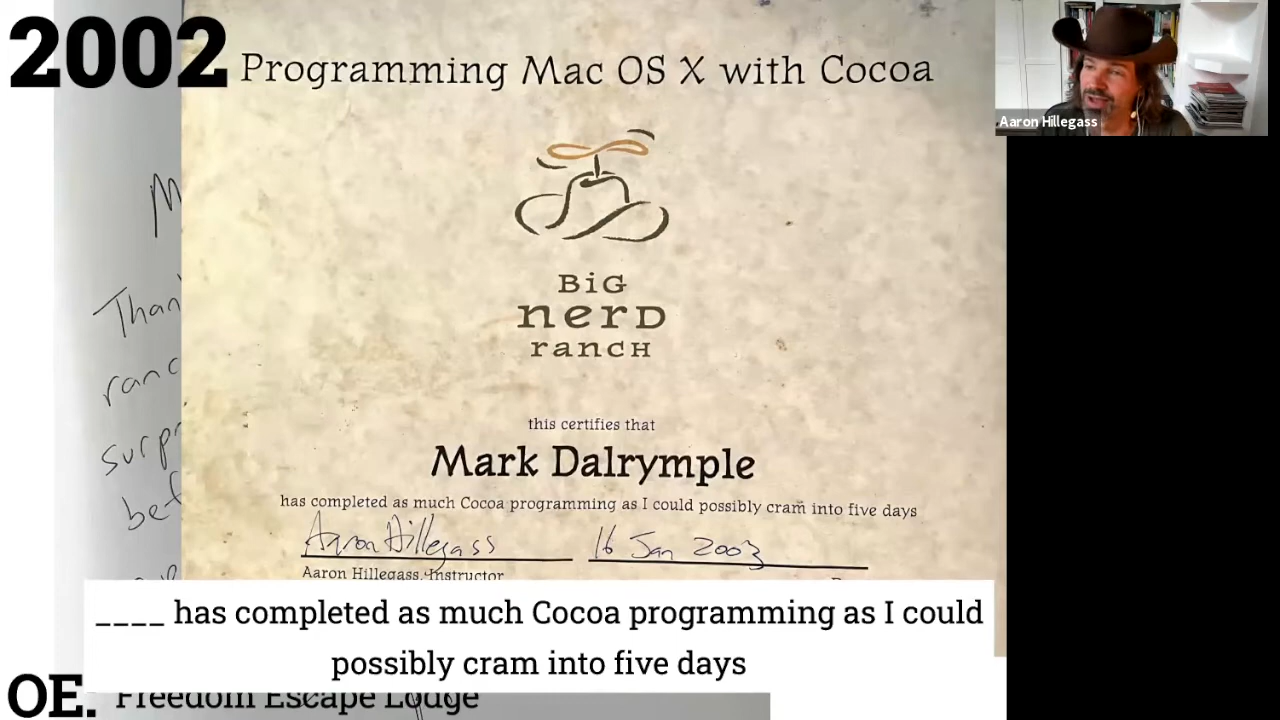 2002
Programming Mac OS X with Cocoa
Aaron Hillegass
BiG
nerD
rancH
this certifies that
Mark Dalrymple
has completed as much Cocoa programming as I could possibly cram into five days
Aaron Hillegass
16 Jan 2003
Aaron Hillegass, Instructor
____ has completed as much Cocoa programming as I could
possibly cram into five days
OE. Freedom Escape Lodge
M
Than
ranc
surpr
bef